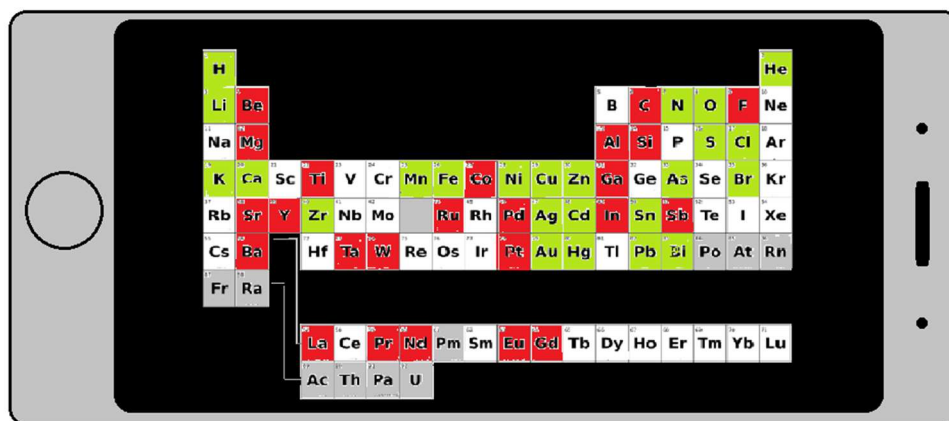 H He
Li Be B C N O F Ne
Na Mg Al Si P S Cl Ar
K Ca Sc Ti V Cr Mn Fe Co Ni Cu Zn Ga Ge As Se Br Kr
Rb Sr Y Zr Nb Mo Ru Rh Pd Ag Cd In Sn Sb Te I Xe
Cs Ba Hf Ta W Re Os Ir Pt Au Hg Tl Pb Bi Po At Rn
Fr Ra
La Ce Pr Nd Pm Sm Eu Gd Tb Dy Ho Er Tm Yb Lu
Ac Th Pa U